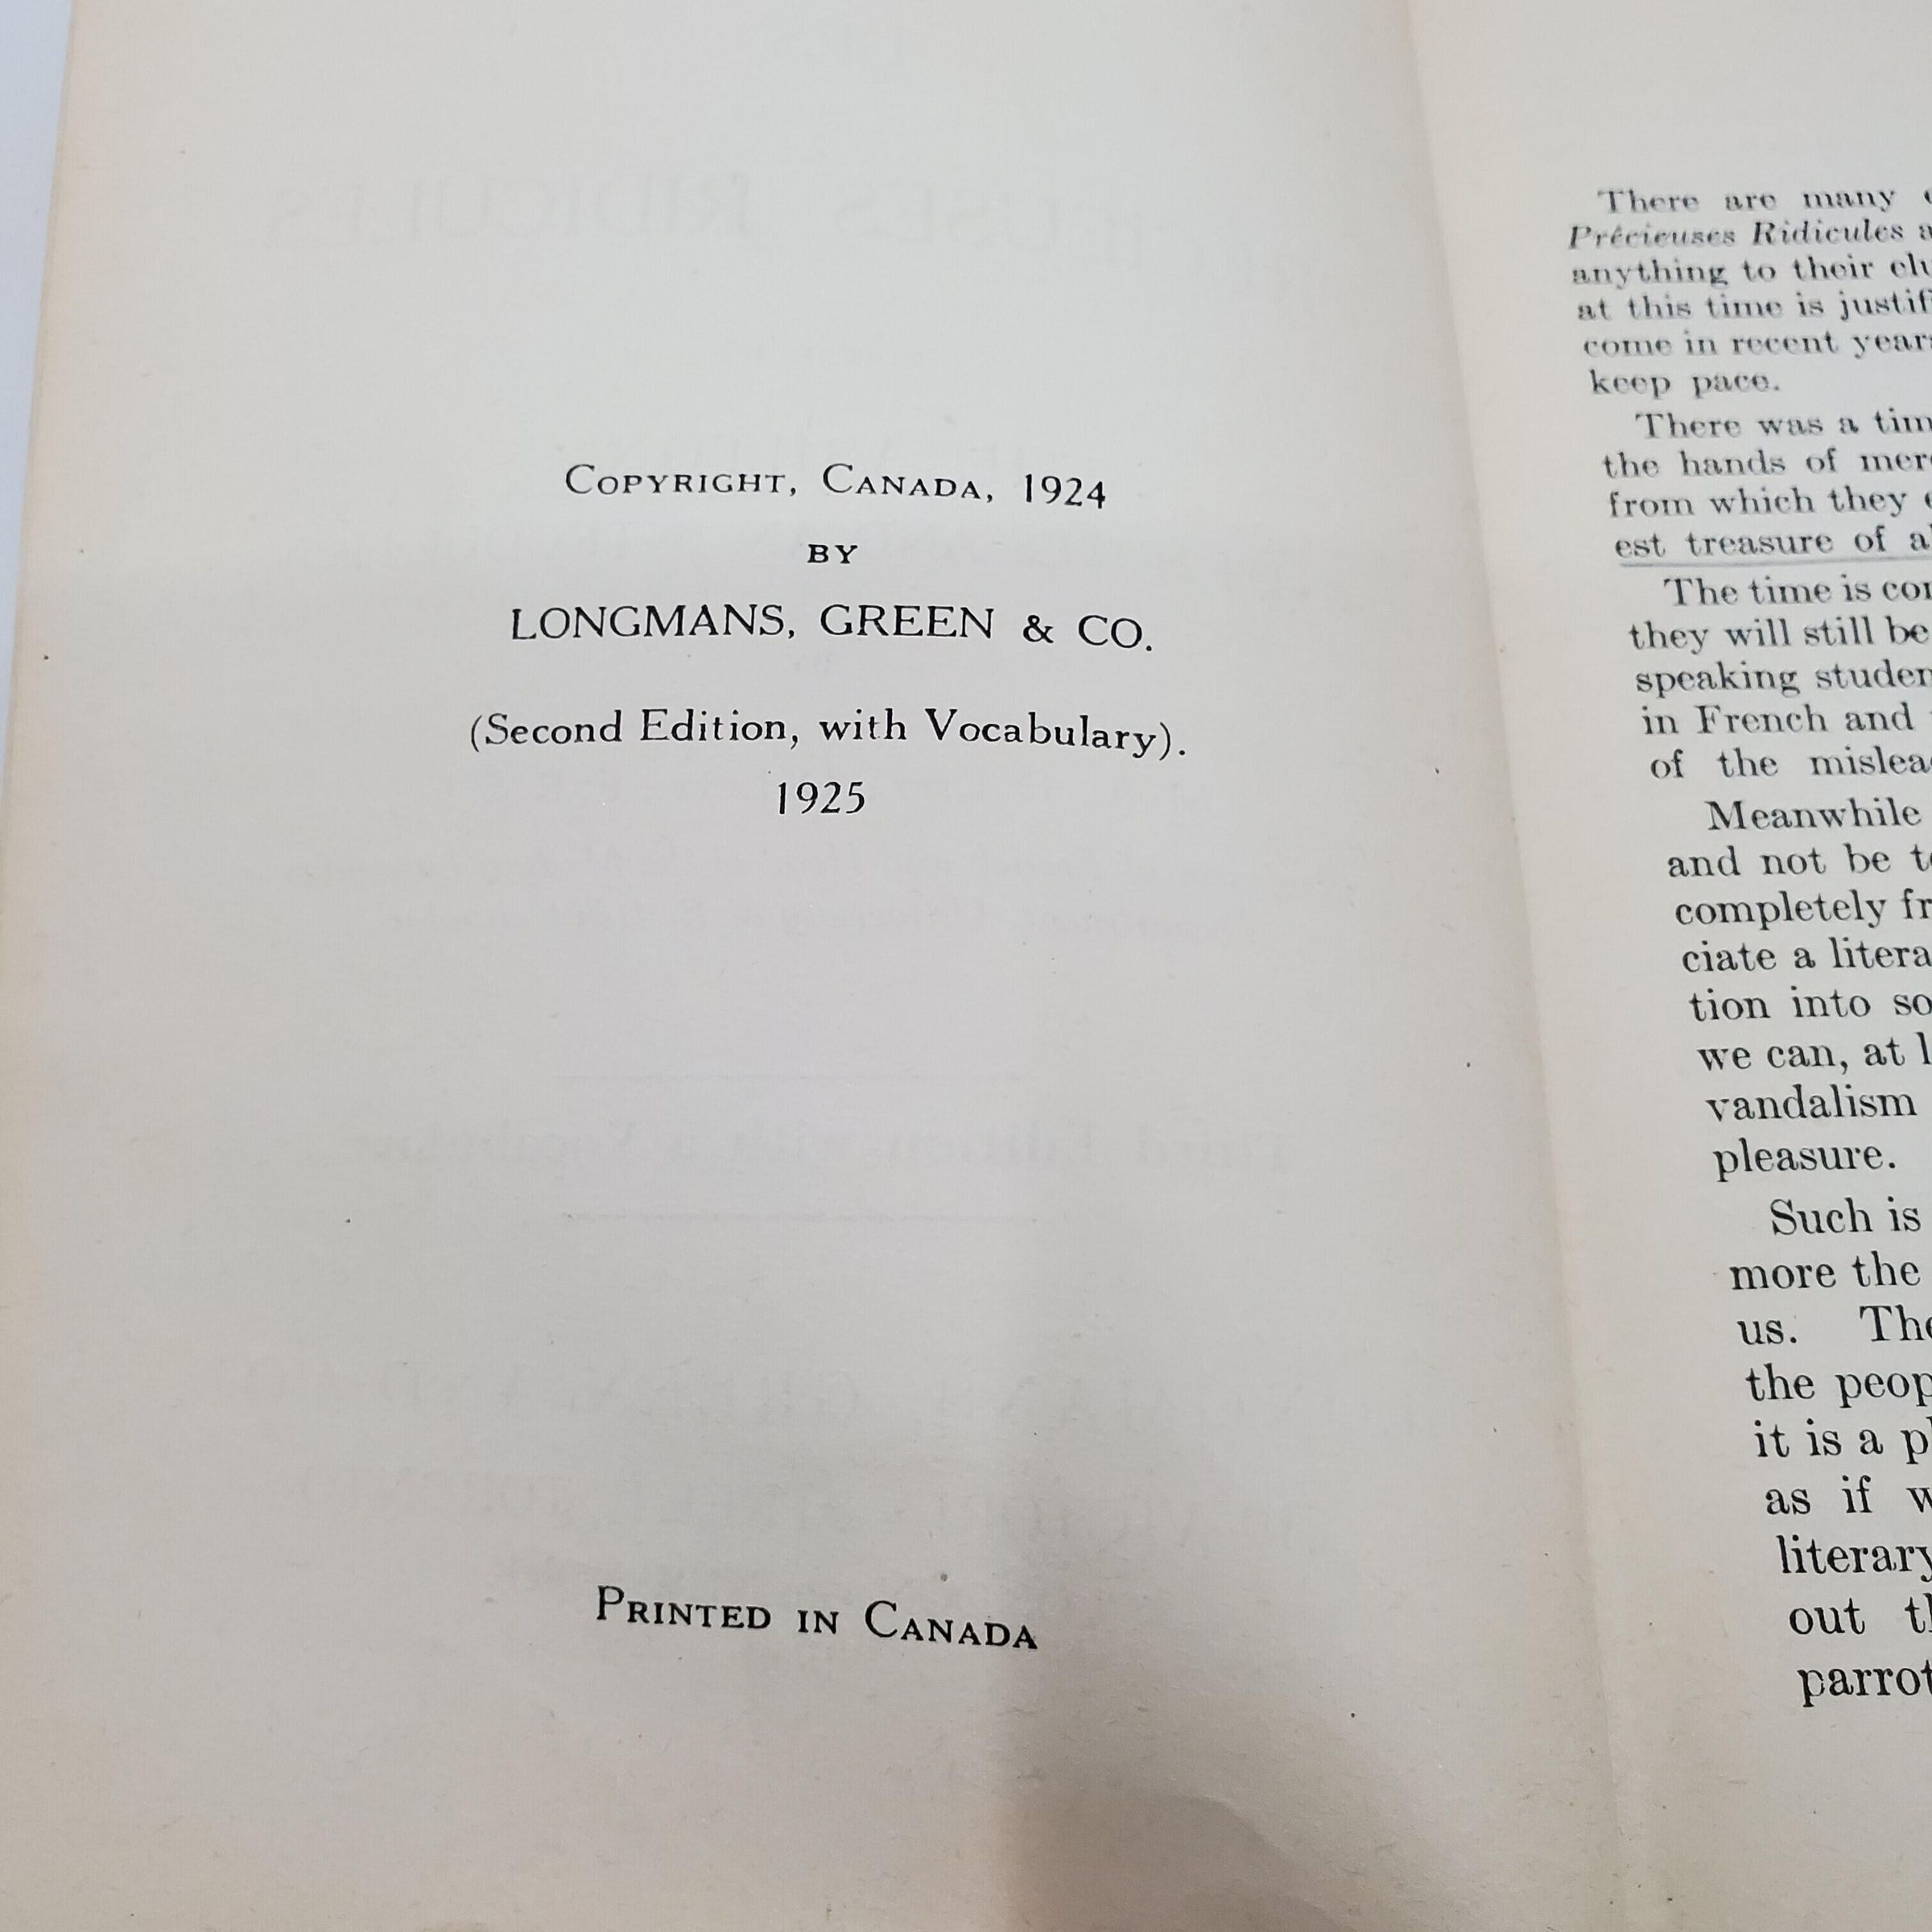 COPYRIGHT, CANADA, 1924
BY
LONGMANS, GREEN & CO.
(Second Edition, with Vocabulary).
1925
PRINTED IN CANADA
There are many
Précieuses Ridicules
anything to their
at this time is
come in recent
keep pace.
There was a
the hands of
from which they
est treasure of
The time is
they will still be
speaking
in French and
of the
Meanwhile
and not be
completely
ciate a
tion into
we can, at
vandalism
pleasure.
Such is
more the
us.
the
it is a
as if
literary
out